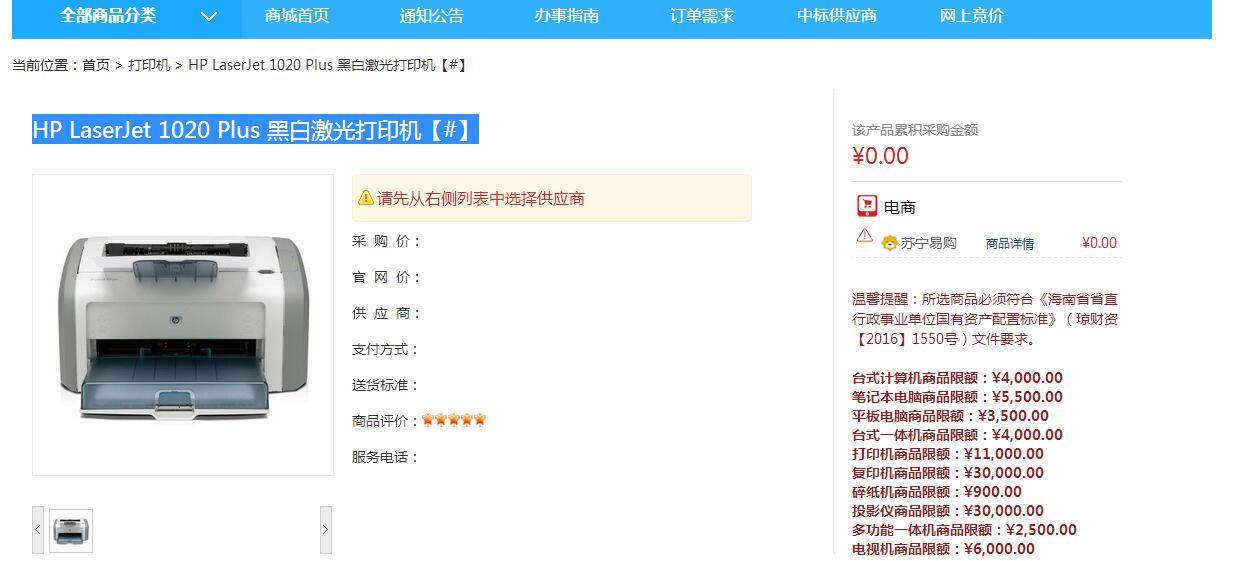 全部商品分类 商城首页 通知公告 办事指南 订单需求 中标供应商 网上竞价
当前位置：首页 > 打印机 > HP LaserJet 1020 Plus 黑白激光打印机【#】
HP LaserJet 1020 Plus 黑白激光打印机【#】
请先从右侧列表中选择供应商
采 购 价：
官 网 价：
供 应 商：
支付方式：
送货标准：
商品评价：
服务电话：
该产品累积采购金额
¥0.00
电商
苏宁易购 商品详情 ¥0.00
温馨提醒：所选商品必须符合《海南省省直
行政事业单位国有资产配置标准》（琼财资
【2016】1550号）文件要求。
台式计算机商品限额：¥4,000.00
笔记本电脑商品限额：¥5,500.00
平板电脑商品限额：¥3,500.00
台式一体机商品限额：¥4,000.00
打印机商品限额：¥11,000.00
复印机商品限额：¥30,000.00
碎纸机商品限额：¥900.00
投影仪商品限额：¥30,000.00
多功能一体机商品限额：¥2,500.00
电视机商品限额：¥6,000.00